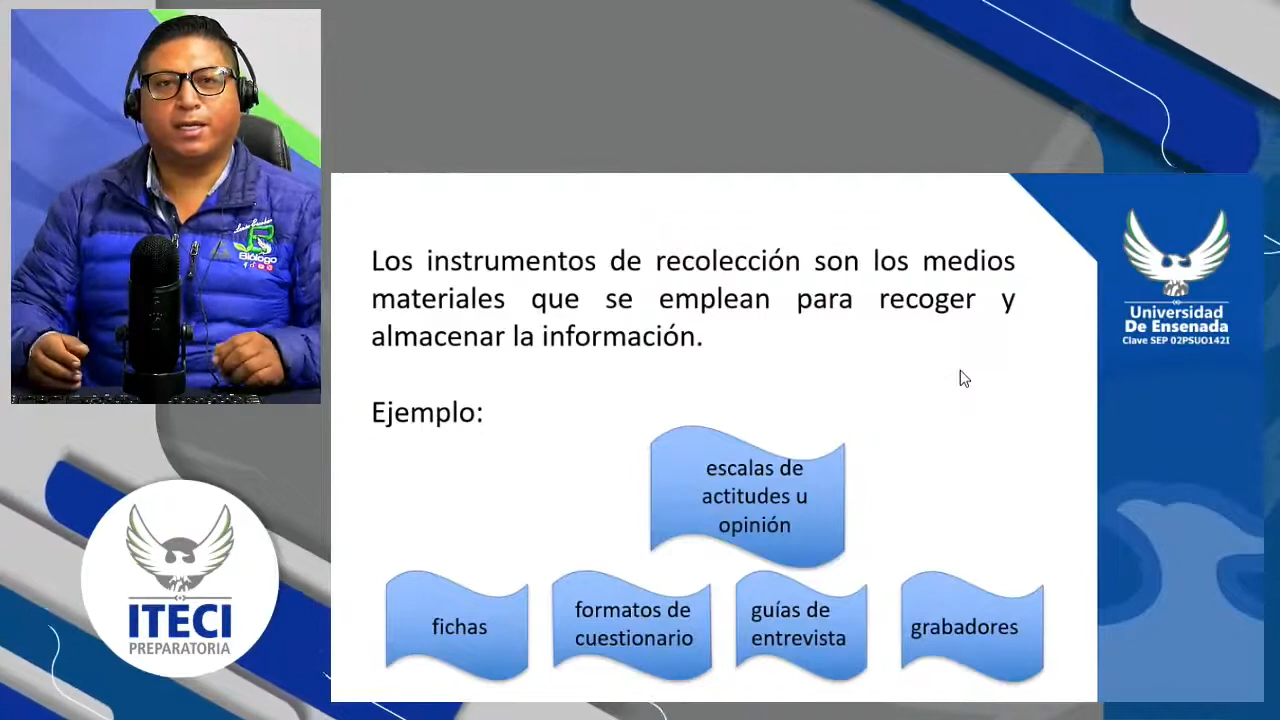 Los instrumentos de recolección son los medios
materiales que se emplean para recoger y
almacenar la información.
Ejemplo:
escalas de
actitudes u
opinión
fichas
formatos de
cuestionario
guías de
entrevista
grabadores
Universidad
De Ensenada
Clave SEP 02PSU0142I
ITECI
PREPARATORIA
Biólogo